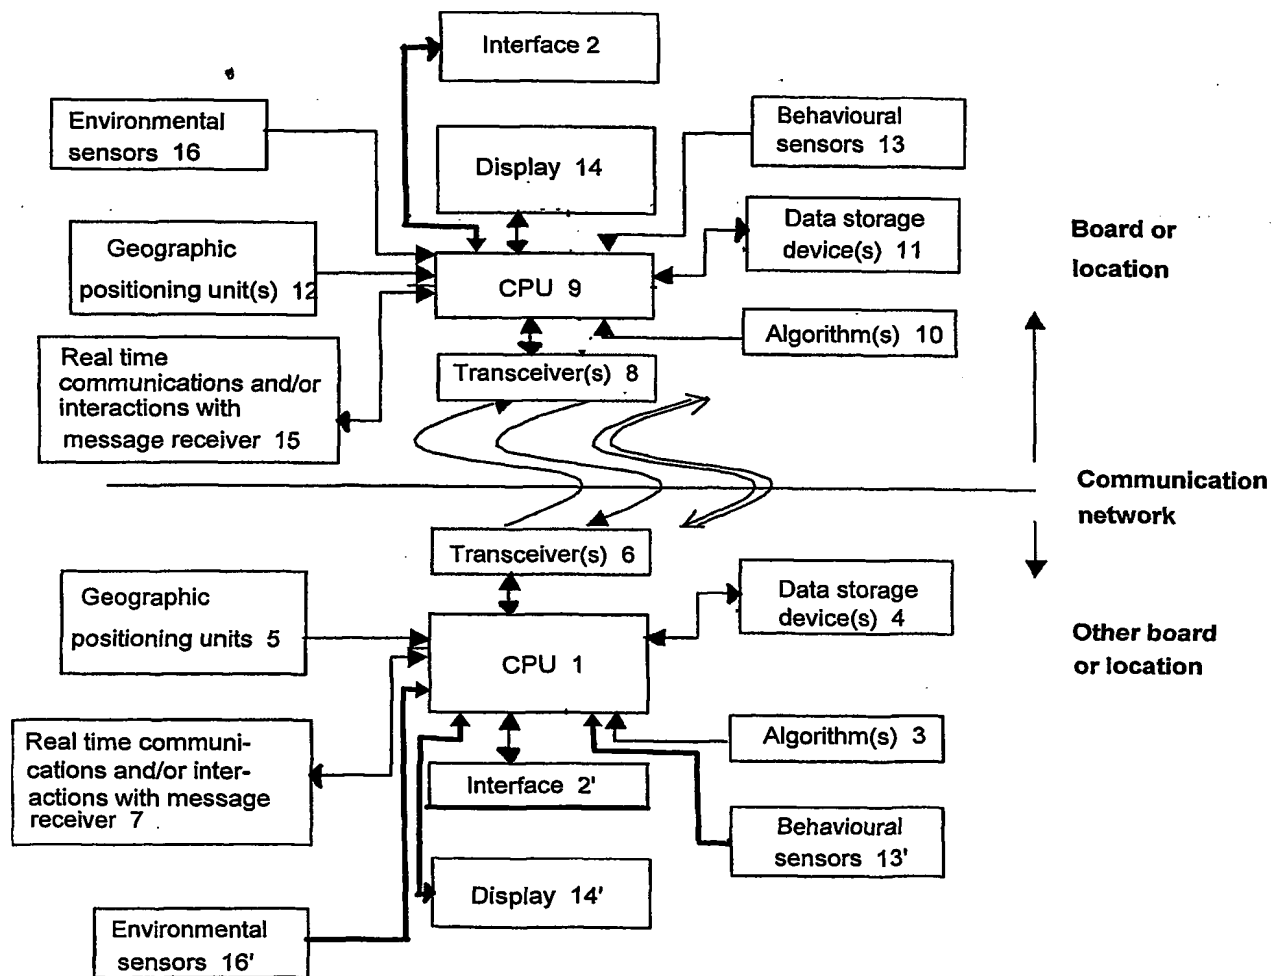 Interface 2
Environmental
sensors 16
Behavioural
sensors 13
Display 14
Data storage
device(s) 11
Geographic
positioning unit(s) 12
CPU 9
Board or
location
Algorithm(s) 10
Real time
communications and/or
interactions with
message receiver 15
Transceiver(s) 8
Communication
network
Transceiver(s) 6
Geographic
positioning units 5
Data storage
device(s) 4
CPU 1
Other board
or location
Real time communi-
cations and/or inter-
actions with message
receiver 7
Algorithm(s) 3
Interface 2'
Behavioural
sensors 13'
Display 14'
Environmental
sensors 16'